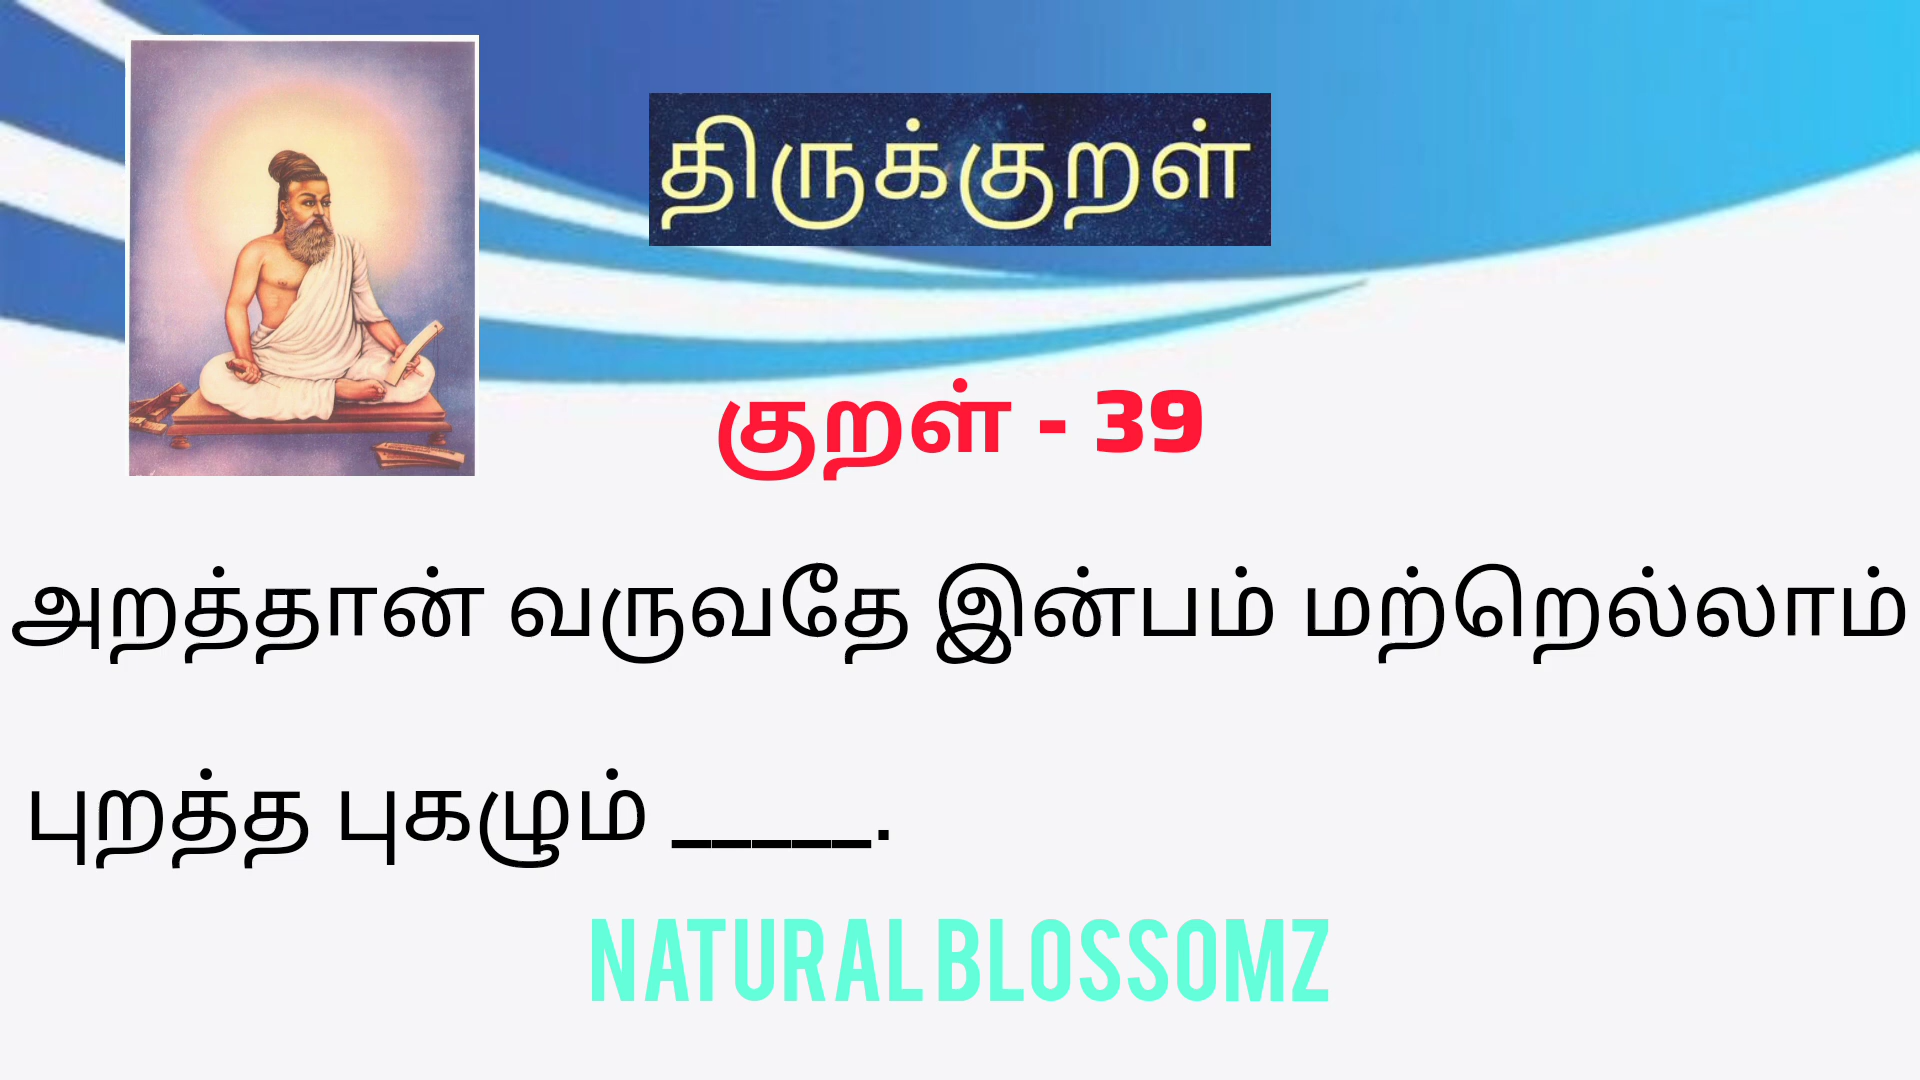 திருக்குறள்
குறள் - 39
அறத்தான் வருவதே இன்பம் மற்றெல்லாம்
புறத்த புகழும் _____.
NATURAL BLOSSOMZ